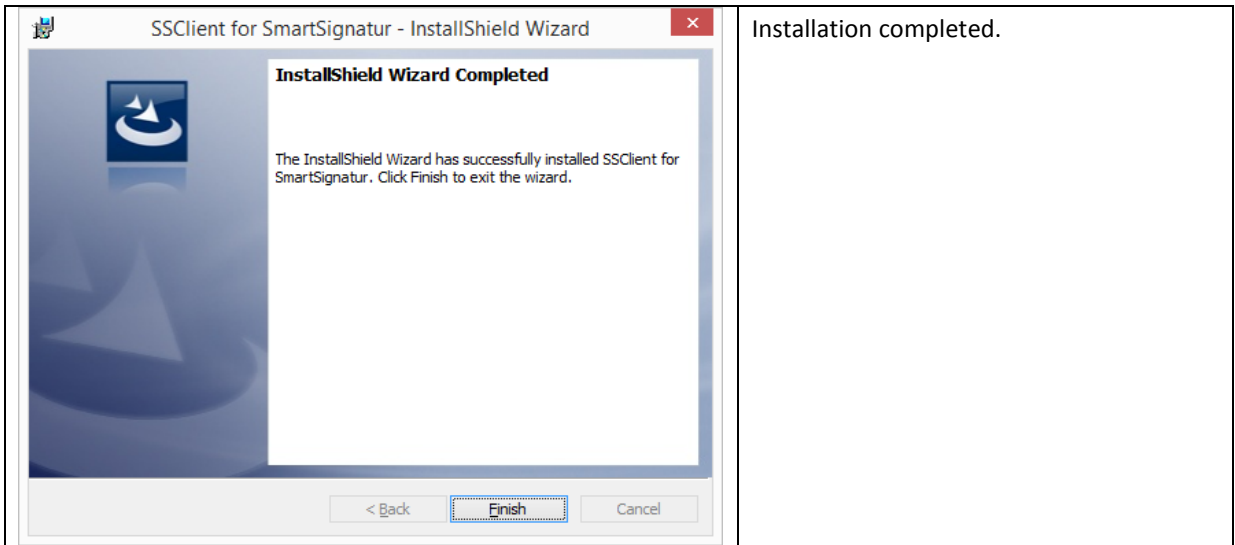 SSClient for SmartSignatur - InstallShield Wizard
InstallShield Wizard Completed
The InstallShield Wizard has successfully installed SSClient for
SmartSignatur. Click Finish to exit the wizard.
< Back
Finish
Cancel
Installation completed.